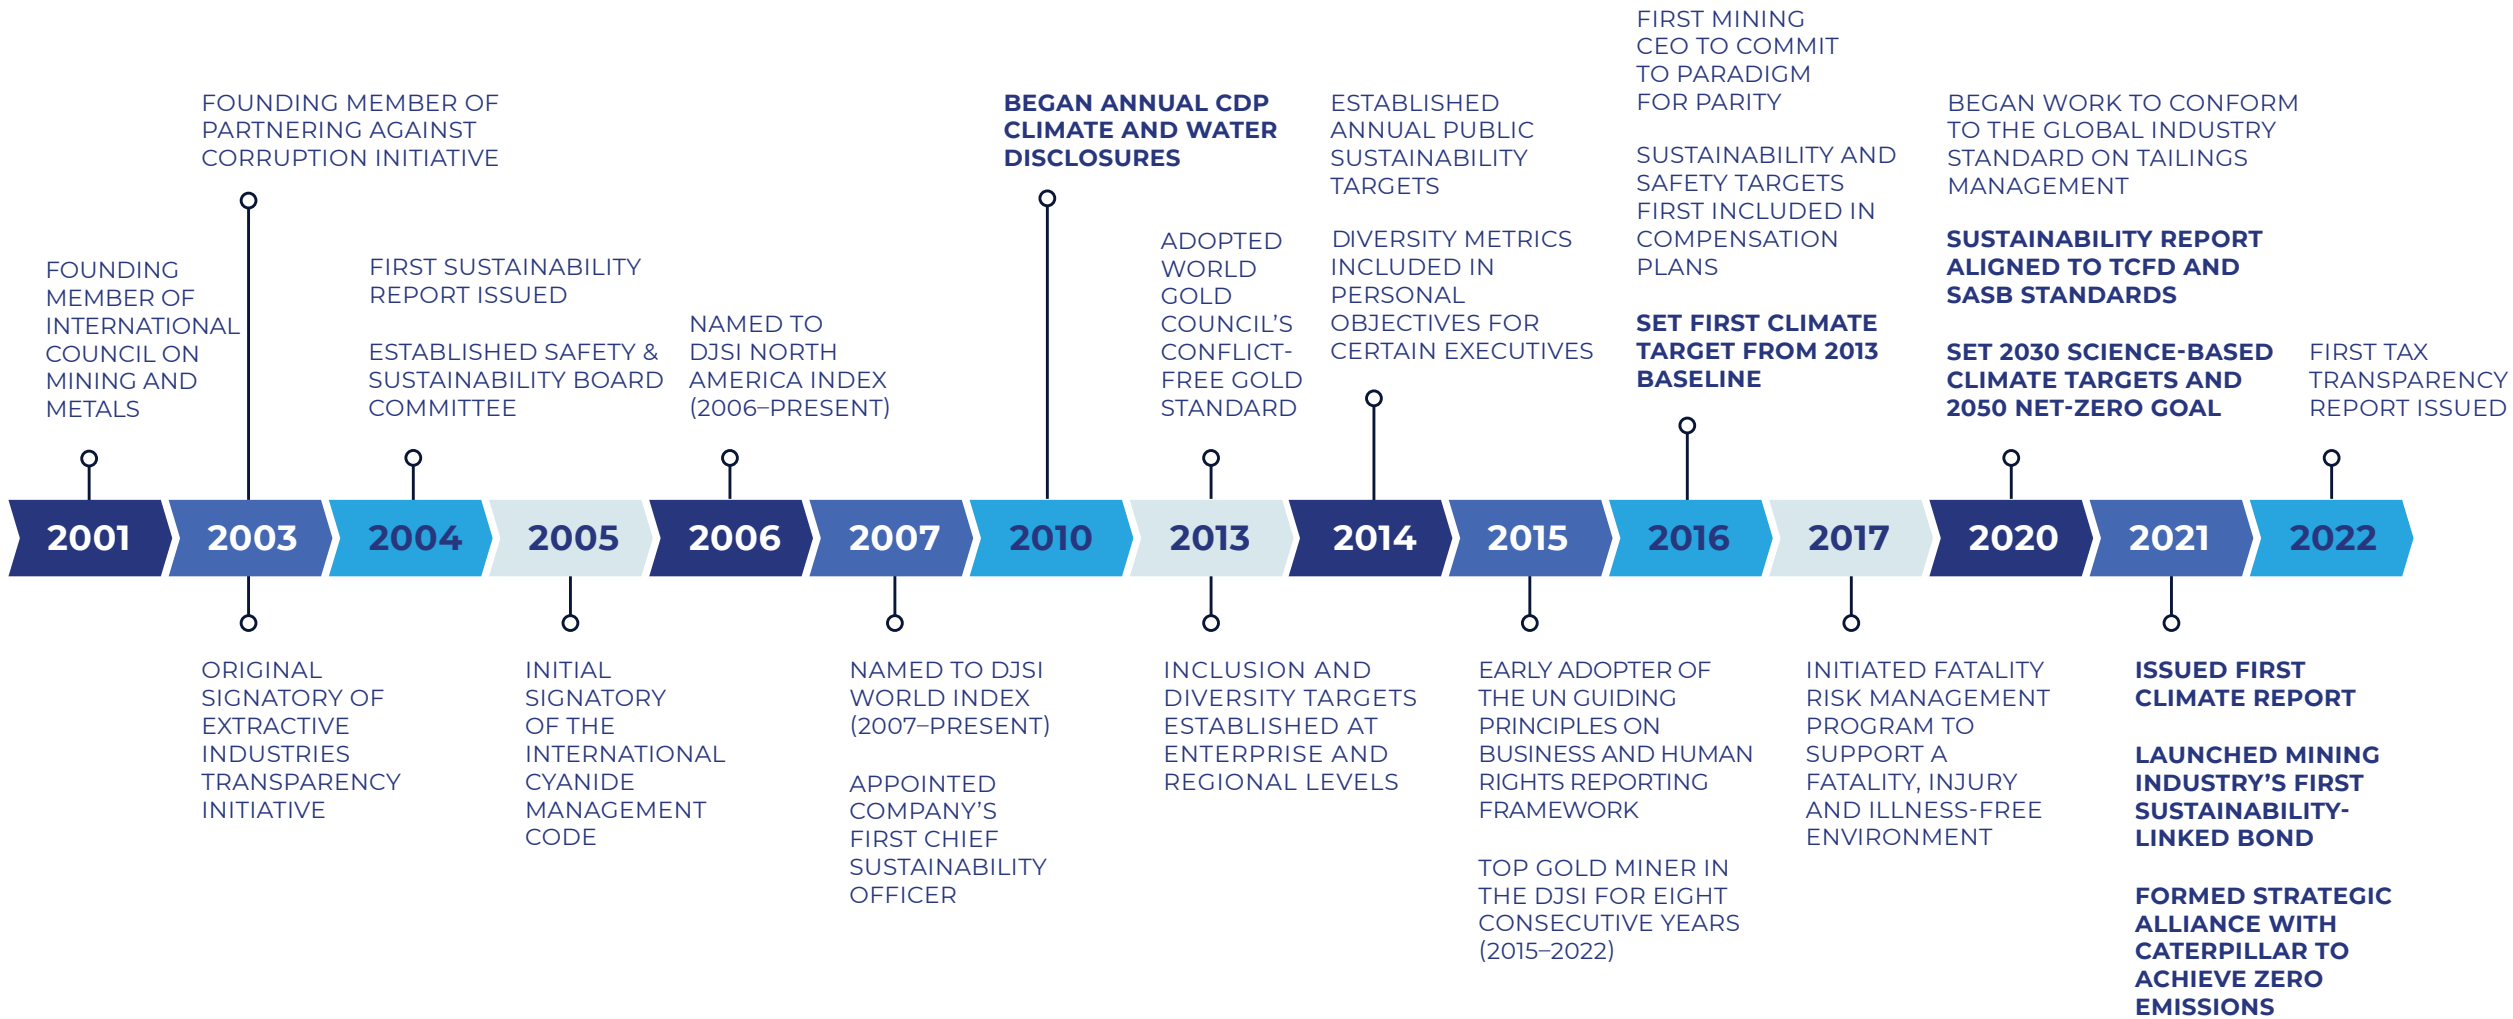 FOUNDING
MEMBER OF
INTERNATIONAL
COUNCIL ON
MINING AND
METALS
FOUNDING MEMBER OF
PARTNERING AGAINST
CORRUPTION INITIATIVE
FIRST SUSTAINABILITY
REPORT ISSUED
ESTABLISHED SAFETY &
SUSTAINABILITY BOARD
COMMITTEE
NAMED TO
DJSI NORTH
AMERICA INDEX
(2006–PRESENT)
BEGAN ANNUAL CDP
CLIMATE AND WATER
DISCLOSURES
ADOPTED
WORLD
GOLD
COUNCIL’S
CONFLICT-
FREE GOLD
STANDARD
ESTABLISHED
ANNUAL PUBLIC
SUSTAINABILITY
TARGETS
DIVERSITY METRICS
INCLUDED IN
PERSONAL
OBJECTIVES FOR
CERTAIN EXECUTIVES
FIRST MINING
CEO TO COMMIT
TO PARADIGM
FOR PARITY
SUSTAINABILITY AND
SAFETY TARGETS
FIRST INCLUDED IN
COMPENSATION
PLANS
SET FIRST CLIMATE
TARGET FROM 2013
BASELINE
BEGAN WORK TO CONFORM
TO THE GLOBAL INDUSTRY
STANDARD ON TAILINGS
MANAGEMENT
SUSTAINABILITY REPORT
ALIGNED TO TCFD AND
SASB STANDARDS
SET 2030 SCIENCE-BASED
CLIMATE TARGETS AND
2050 NET-ZERO GOAL
FIRST TAX
TRANSPARENCY
REPORT ISSUED
2001
2003
2004
2005
2006
2007
2010
2013
2014
2015
2016
2017
2020
2021
2022
ORIGINAL
SIGNATORY OF
EXTRACTIVE
INDUSTRIES
TRANSPARENCY
INITIATIVE
INITIAL
SIGNATORY
OF THE
INTERNATIONAL
CYANIDE
MANAGEMENT
CODE
NAMED TO DJSI
WORLD INDEX
(2007–PRESENT)
APPOINTED
COMPANY’S
FIRST CHIEF
SUSTAINABILITY
OFFICER
INCLUSION AND
DIVERSITY TARGETS
ESTABLISHED AT
ENTERPRISE AND
REGIONAL LEVELS
EARLY ADOPTER OF
THE UN GUIDING
PRINCIPLES ON
BUSINESS AND HUMAN
RIGHTS REPORTING
FRAMEWORK
TOP GOLD MINER IN
THE DJSI FOR EIGHT
CONSECUTIVE YEARS
(2015–2022)
INITIATED FATALITY
RISK MANAGEMENT
PROGRAM TO
SUPPORT A
FATALITY, INJURY
AND ILLNESS-FREE
ENVIRONMENT
ISSUED FIRST
CLIMATE REPORT
LAUNCHED MINING
INDUSTRY’S FIRST
SUSTAINABILITY-
LINKED BOND
FORMED STRATEGIC
ALLIANCE WITH
CATERPILLAR TO
ACHIEVE ZERO
EMISSIONS